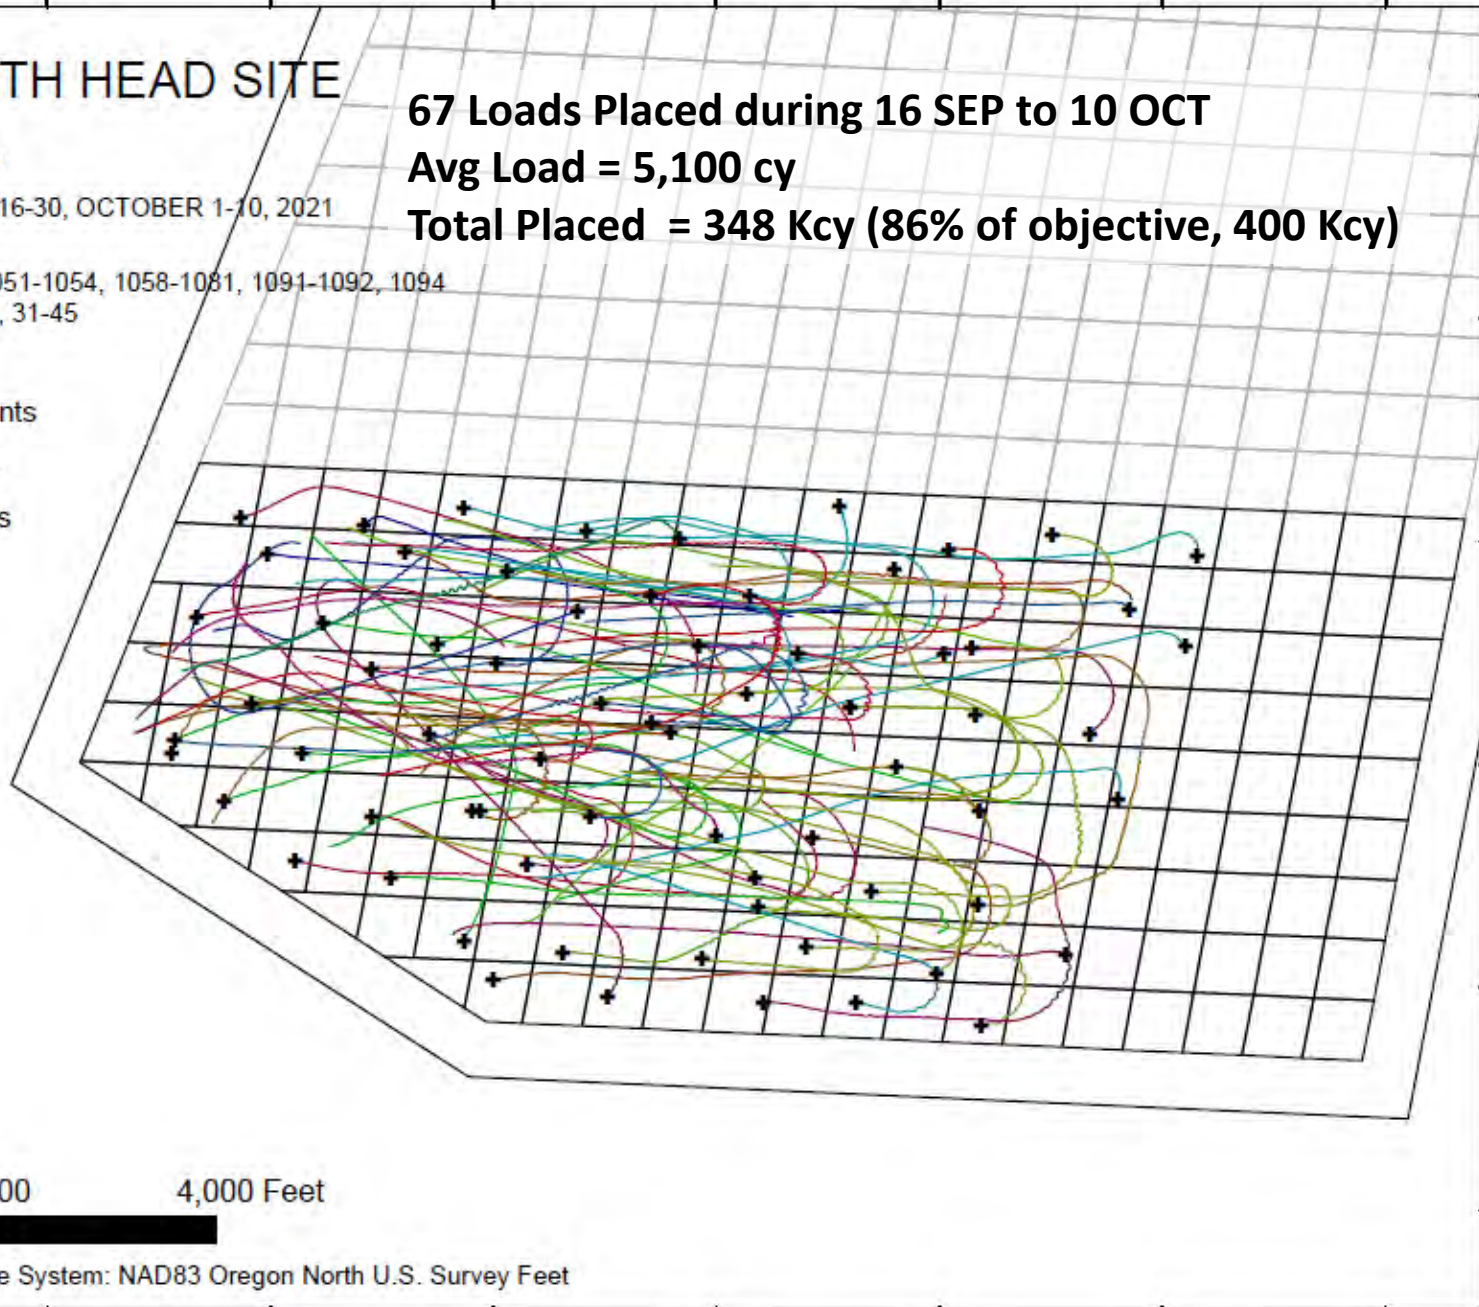 TH HEAD SITE
67 Loads Placed during 16 SEP to 10 OCT
Avg Load = 5,100 cy
Total Placed = 348 Kcy (86% of objective, 400 Kcy)
16-30, OCTOBER 1-10, 2021
051-1054, 1058-1081, 1091-1092, 1094
, 31-45
nts
s
00 4,000 Feet
e System: NAD83 Oregon North U.S. Survey Feet